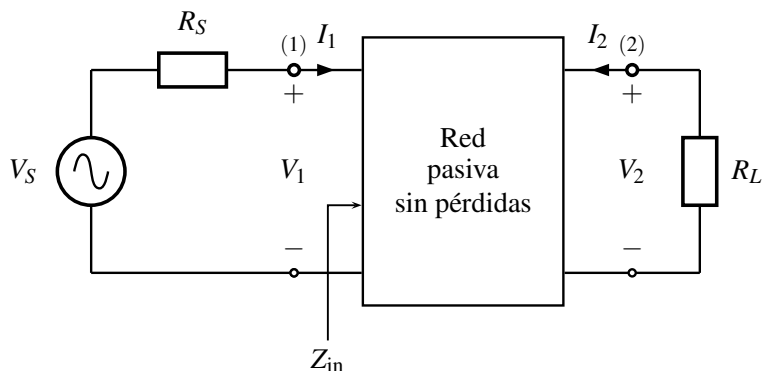 R_S
(1) I_1
I_2 (2)
+
+
V_S
V_1
Red
pasiva
sin pérdidas
V_2
R_L
−
−
Z_in